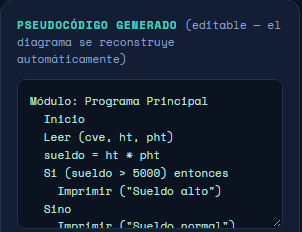 PSEUDOCÓDIGO GENERADO (editable — el
diagrama se reconstruye
automáticamente)
Módulo: Programa Principal
Inicio
Leer (cve, ht, pht)
sueldo = ht * pht
Si (sueldo > 5000) entonces
Imprimir ("Sueldo alto")
Sino
Imprimir ("Sueldo normal")